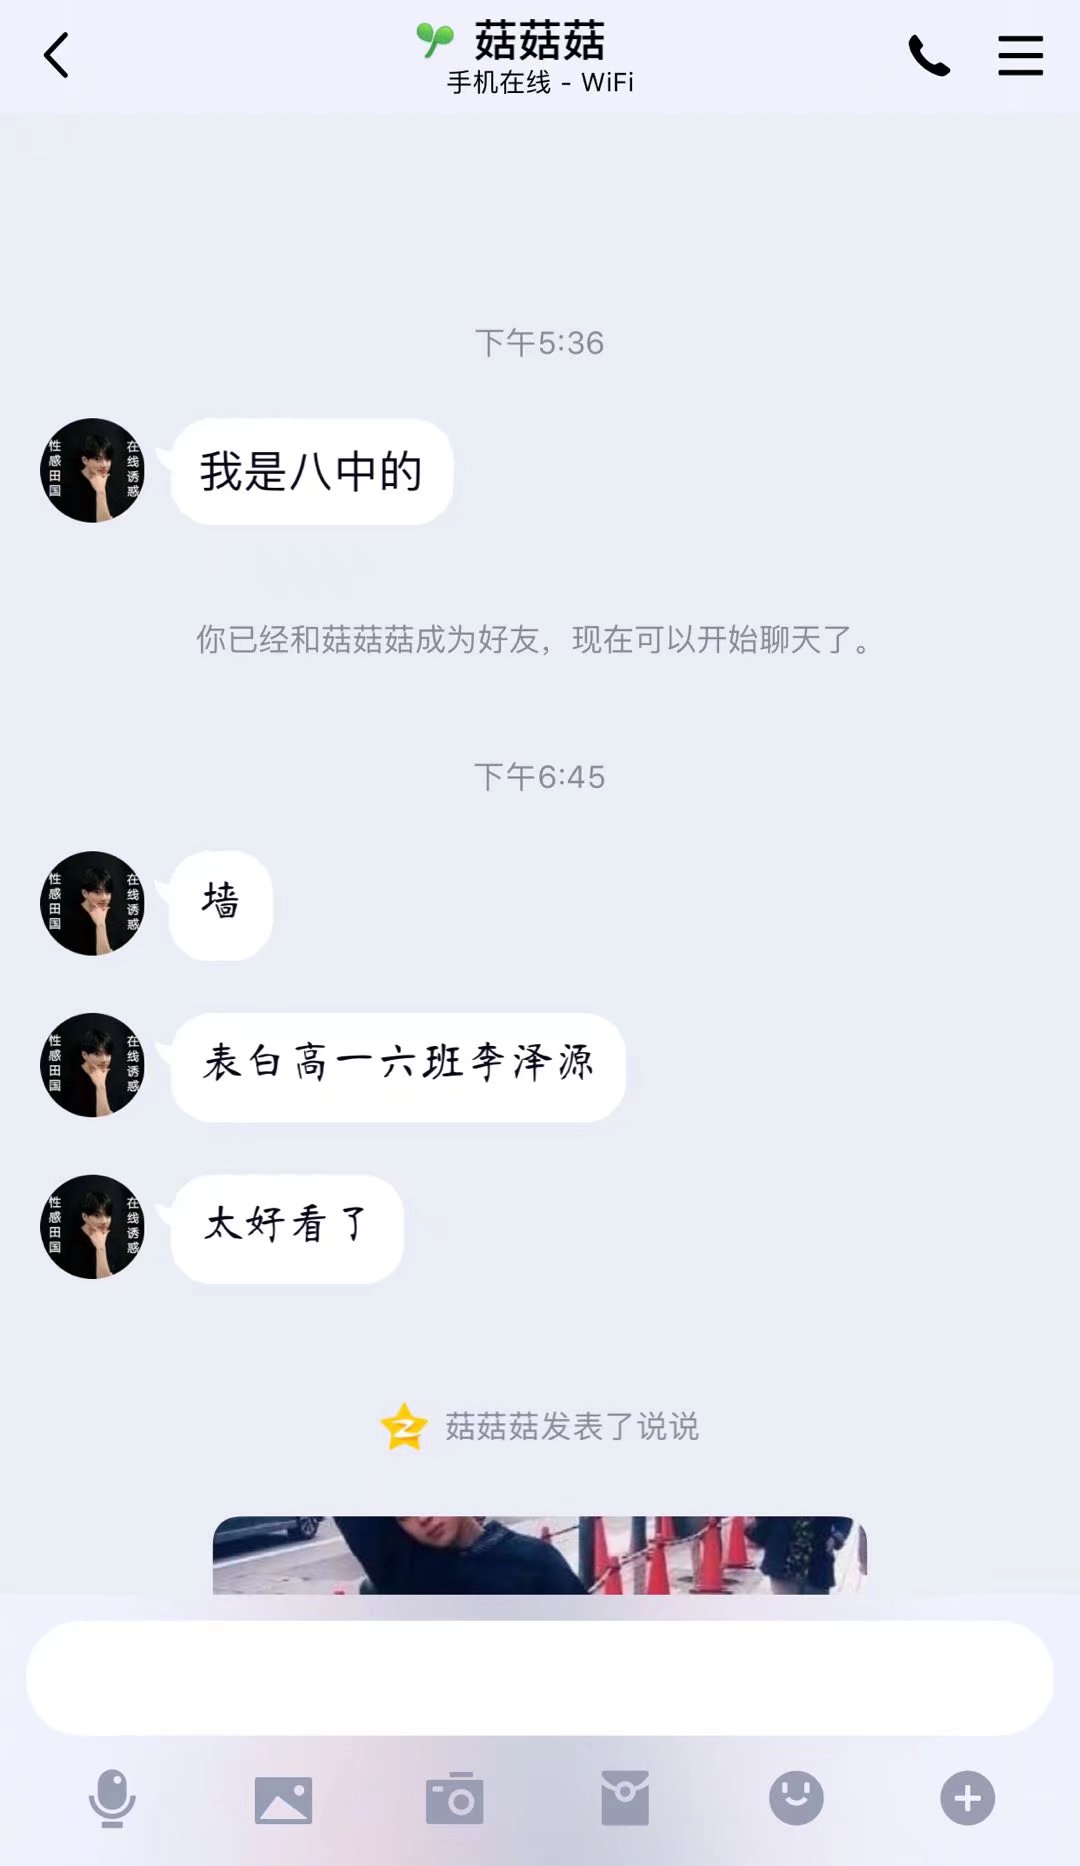 菇菇菇
手机在线 - WiFi
下午5:36
性感田国
在线诱惑
我是八中的
你已经和菇菇菇成为好友，现在可以开始聊天了。
下午6:45
性感田国
在线诱惑
墙
性感田国
在线诱惑
表白高一六班李泽源
性感田国
在线诱惑
太好看了
菇菇菇发表了说说